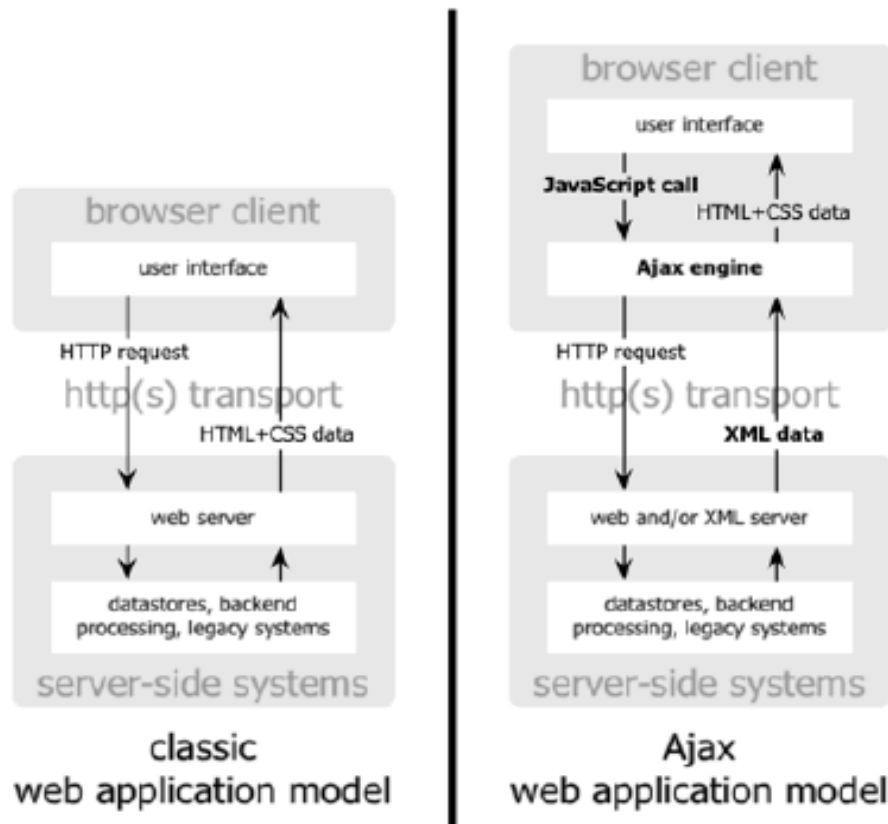 browser client
user interface
HTTP request
http(s) transport
HTML+CSS data
web server
datastores, backend
processing, legacy systems
server-side systems
classic
web application model
browser client
user interface
JavaScript call
HTML+CSS data
Ajax engine
HTTP request
http(s) transport
XML data
web and/or XML server
datastores, backend
processing, legacy systems
server-side systems
Ajax
web application model